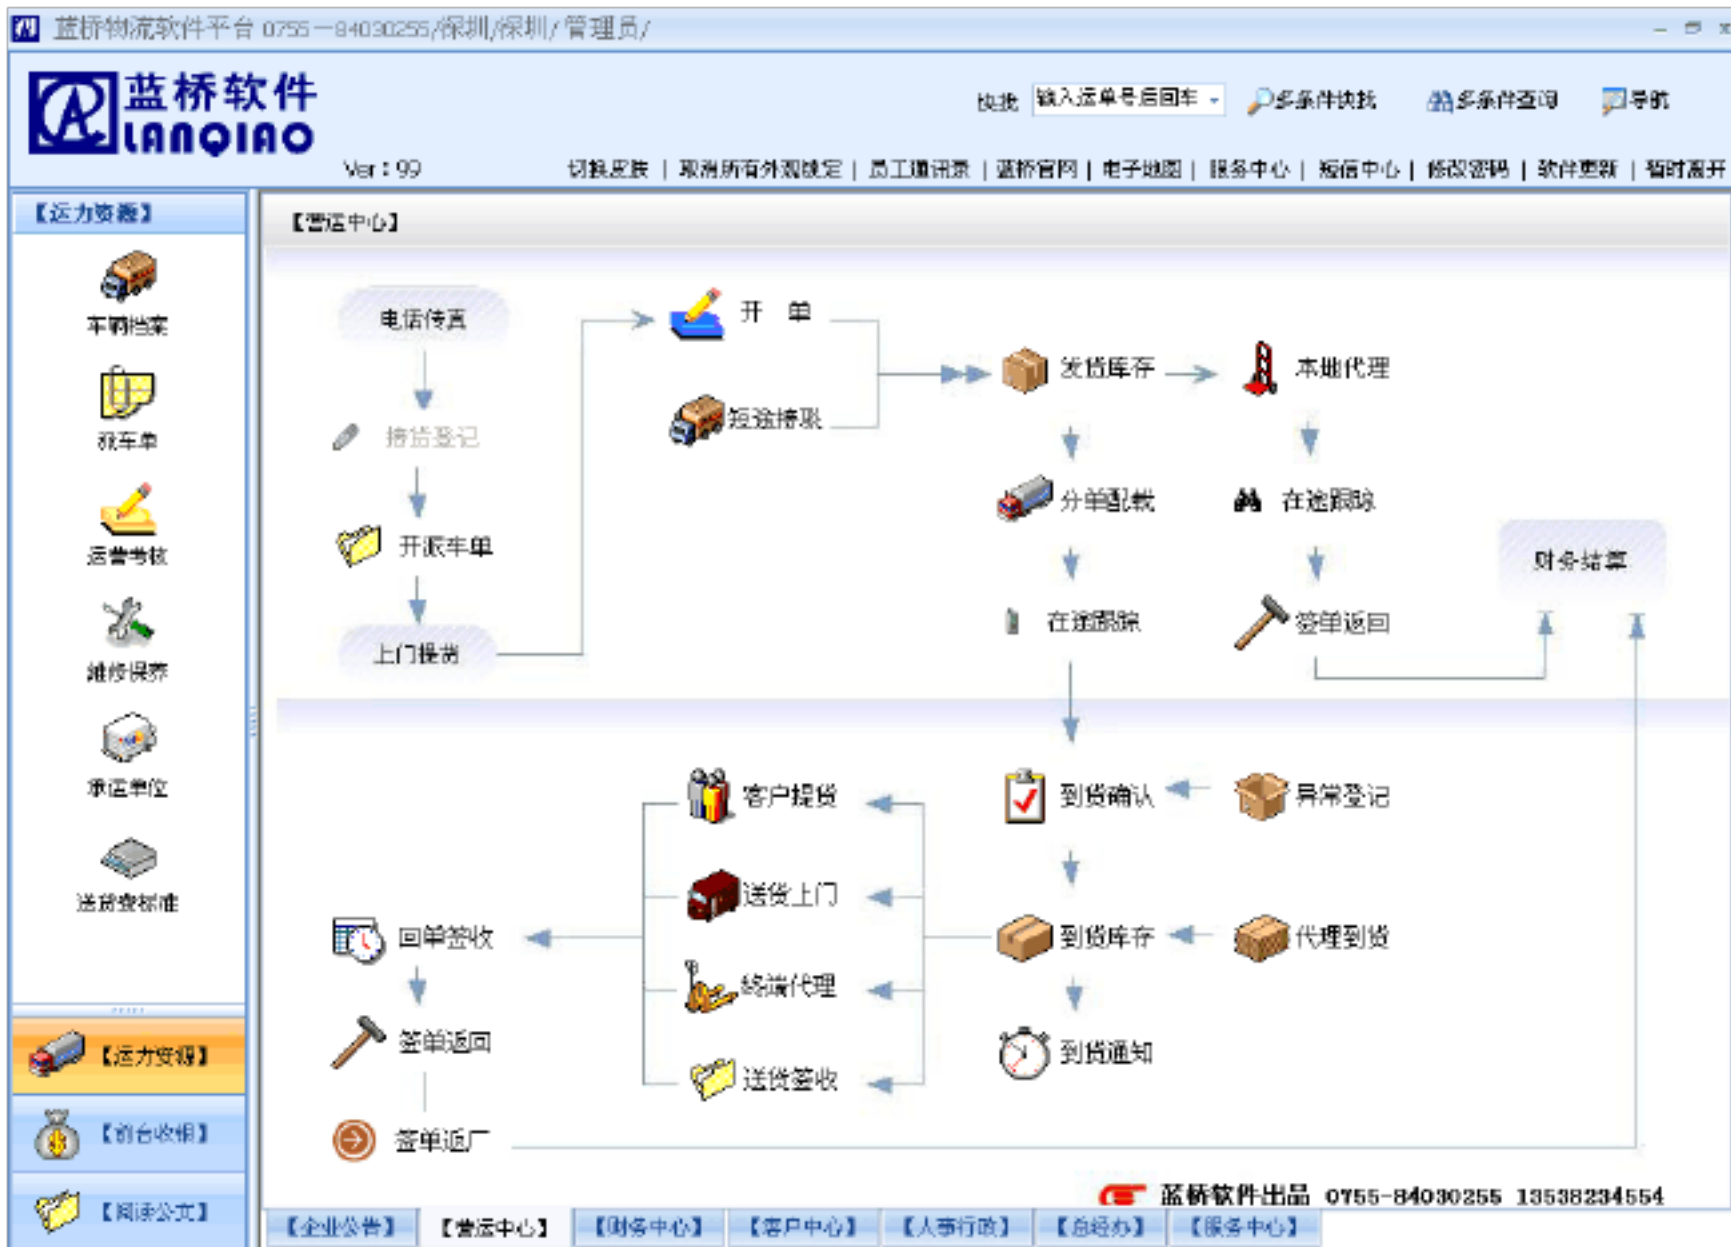 蓝桥物流软件平台 0755-84030255/深圳/深圳/管理员/
蓝桥软件
LANQIAO
Ver：99
快找 输入运单号后回车 多条件快找 多条件查询 导航
切换皮肤 | 取消所有外观锁定 | 员工通讯录 | 蓝桥官网 | 电子地图 | 服务中心 | 短信中心 | 修改密码 | 软件更新 | 暂时离开
【运力资源】
车辆档案
派车单
运营考核
维修保养
承运单位
送货费标准
【运力资源】
【前台收银】
【阅读公文】
【营运中心】
电话传真
接货登记
开派车单
上门提货
开 单
短途接驳
发货库存
本地代理
分单配载
在途跟踪
在途跟踪
签单返回
财务结算
客户提货
到货确认
异常登记
送货上门
回单签收
到货库存
代理到货
终端代理
签单返回
到货通知
送货签收
签单返厂
蓝桥软件出品 0755-84030255 13538234554
【企业公告】 【营运中心】 【财务中心】 【客户中心】 【人事行政】 【总经办】 【服务中心】